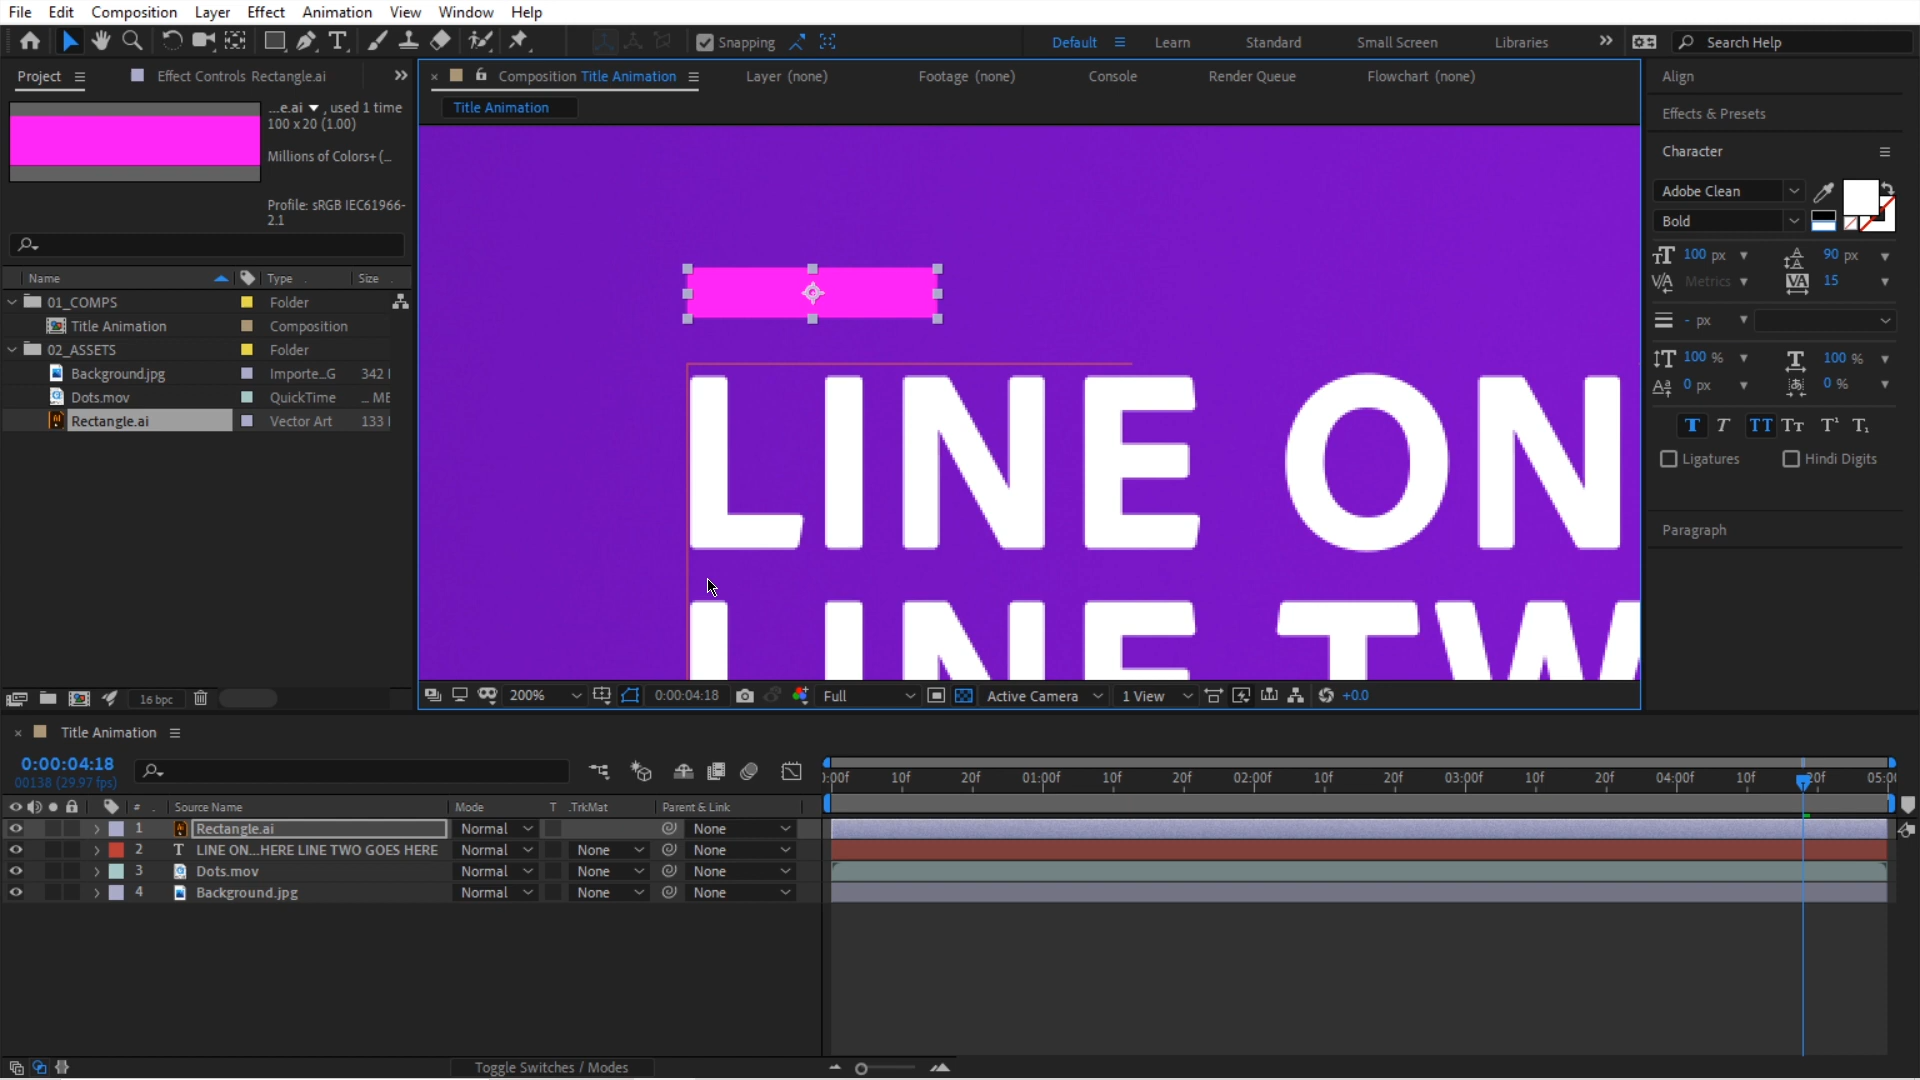 File Edit Composition Layer Effect Animation View Window Help
Snapping Default Learn Standard Small Screen Libraries Search Help
Project Effect Controls Rectangle.ai Composition Title Animation Layer (none) Footage (none) Console Render Queue Flowchart (none) Align
Title Animation
...e.ai , used 1 time
100 x 20 (1.00)
Millions of Colors+ (...
Profile: sRGB IEC61966-
2.1
Effects & Presets
Character
Adobe Clean
Bold
100 px 90 px
Metrics 15
- px
100 % 100 %
0 px 0 %
Ligatures Hindi Digits
Paragraph
Name Type Size
01_COMPS Folder
Title Animation Composition
02_ASSETS Folder
Background.jpg Importe...G 342
Dots.mov QuickTime ... ME
Rectangle.ai Vector Art 133
LINE ON
LINE TW
16 bpc
200% 0:00:04:18 Full Active Camera 1 View +0.0
Title Animation
0:00:04:18
00138 (29.97 fps)
):00f 10f 20f 01:00f 10f 20f 02:00f 10f 20f 03:00f 10f 20f 04:00f 10f 20f 05:00
# Source Name Mode T .TrkMat Parent & Link
1 Rectangle.ai Normal None
2 T LINE ON...HERE LINE TWO GOES HERE Normal None None
3 Dots.mov Normal None None
4 Background.jpg Normal None None
Toggle Switches / Modes